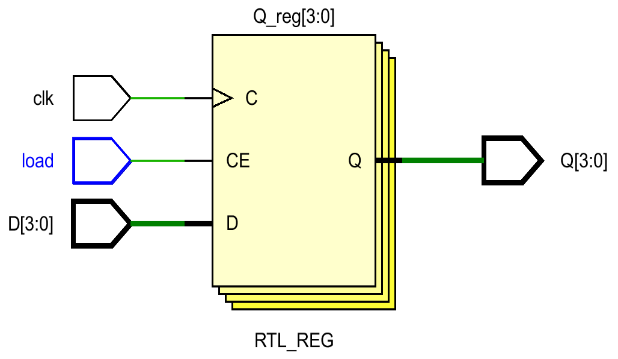 Q_reg[3:0]
clk
C
load
CE
Q
Q[3:0]
D[3:0]
D
RTL_REG